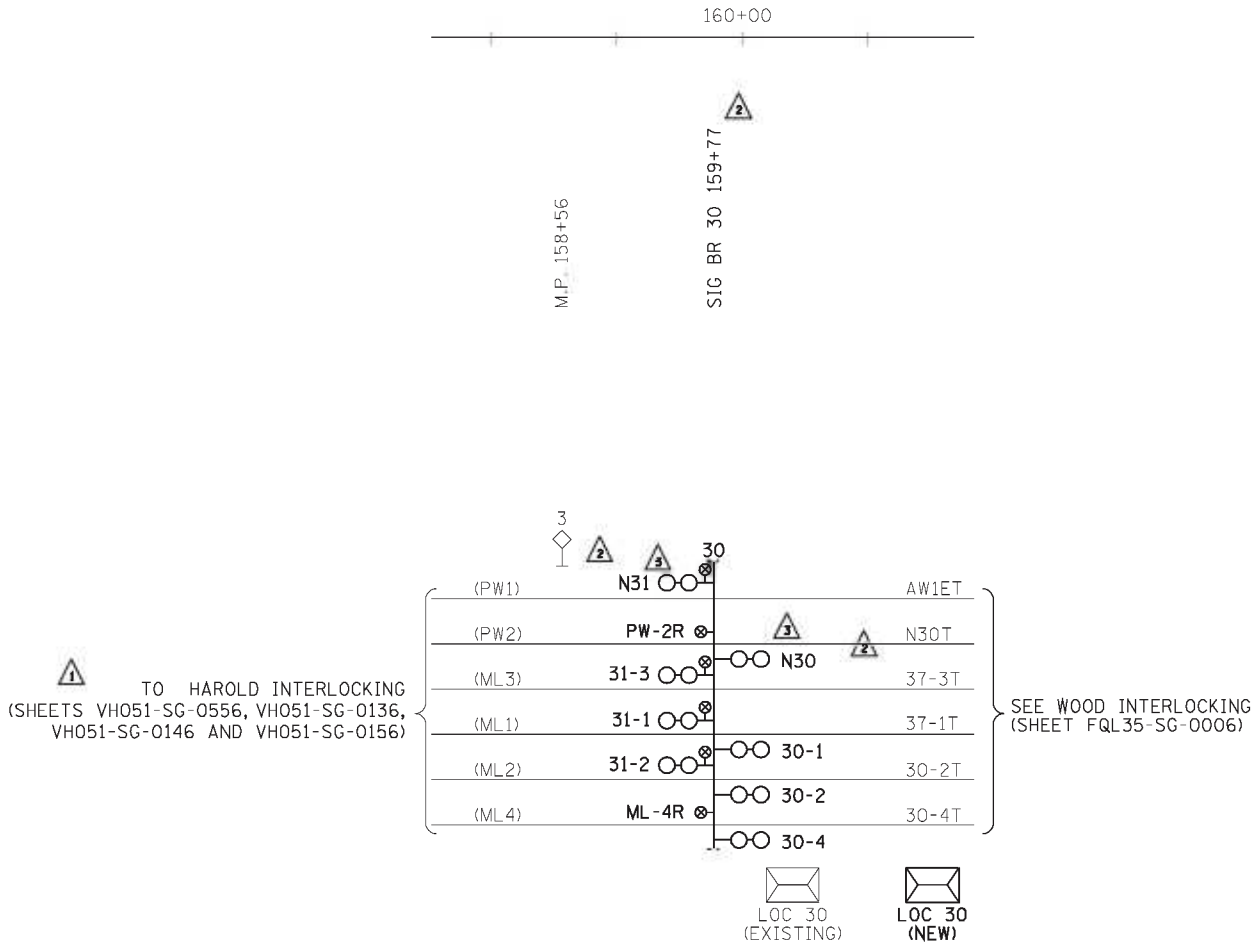 160+00
2
M.P. 158+56
SIG BR 30 159+77
3
2
3
30
(PW1)
N31
AW1ET
(PW2)
PW-2R
3
2
N30T
N30
1
TO HAROLD INTERLOCKING
(SHEETS VH051-SG-0556, VH051-SG-0136,
VH051-SG-0146 AND VH051-SG-0156)
(ML3)
31-3
37-3T
(ML1)
31-1
37-1T
SEE WOOD INTERLOCKING
(SHEET FQL35-SG-0006)
30-1
(ML2)
31-2
30-2T
30-2
(ML4)
ML-4R
30-4T
30-4
LOC 30
(EXISTING)
LOC 30
(NEW)